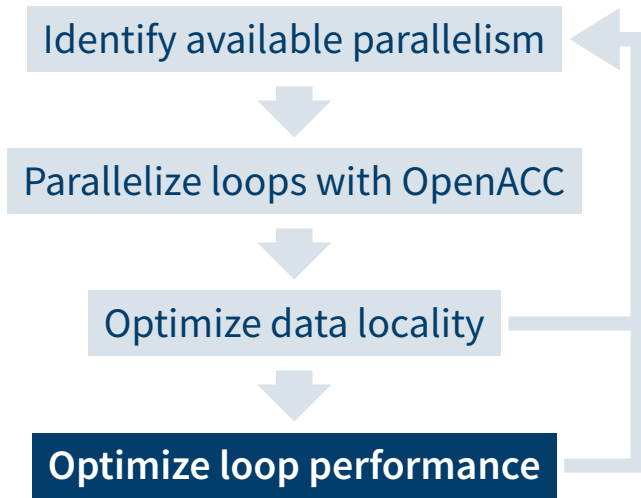 Identify available parallelism
Parallelize loops with OpenACC
Optimize data locality
Optimize loop performance